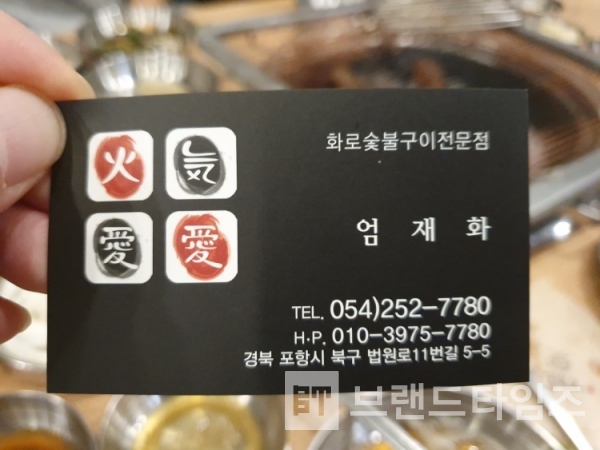 火 気
愛 愛
화로숯불구이전문점
엄 재 화
TEL. 054)252-7780
H·P. 010-3975-7780
경북 포항시 북구 법원로11번길 5-5
BT 브랜드타임즈